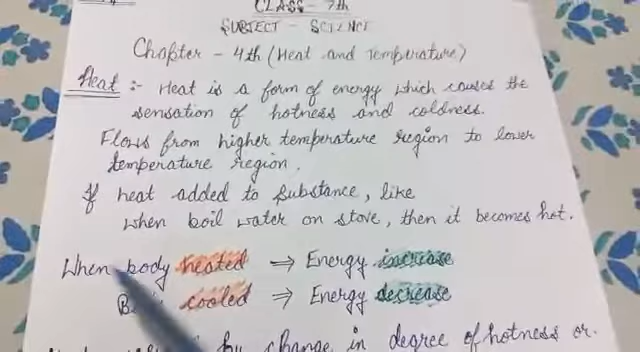 CLASS - 7th
SUBJECT - SCIENCE
Chapter - 4th (Heat and Temperature)
Heat :- Heat is a form of energy which causes the
sensation of hotness and coldness.
Flows from higher temperature region to lower
temperature region.
If heat added to substance, like
when boil water on stove, then it becomes hot.
When body heated ⇒ Energy increase
cooled ⇒ Energy decrease
by change in degree of hotness or